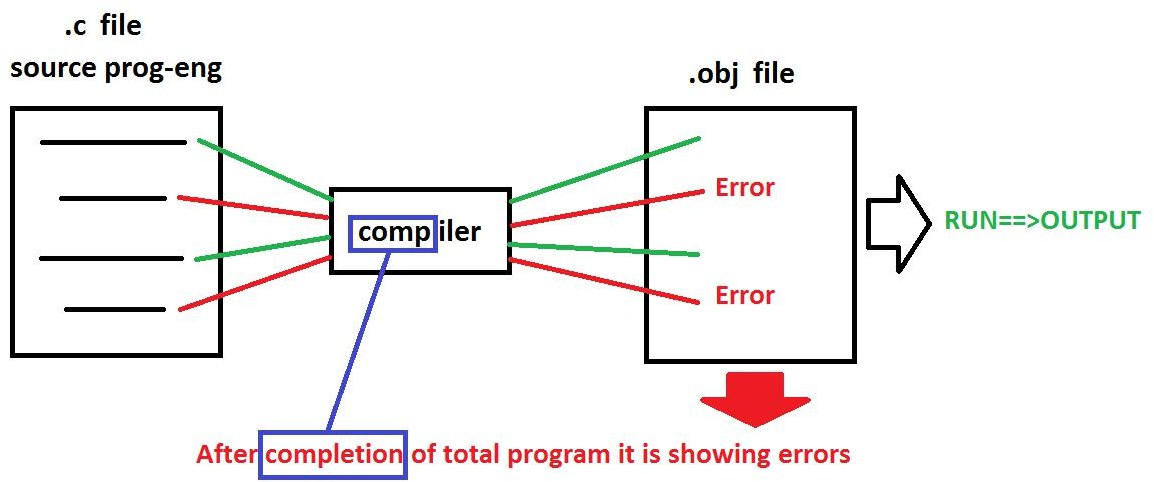 .c file
source prog-eng
.obj file
compiler
Error
Error
RUN==>OUTPUT
After completion of total program it is showing errors